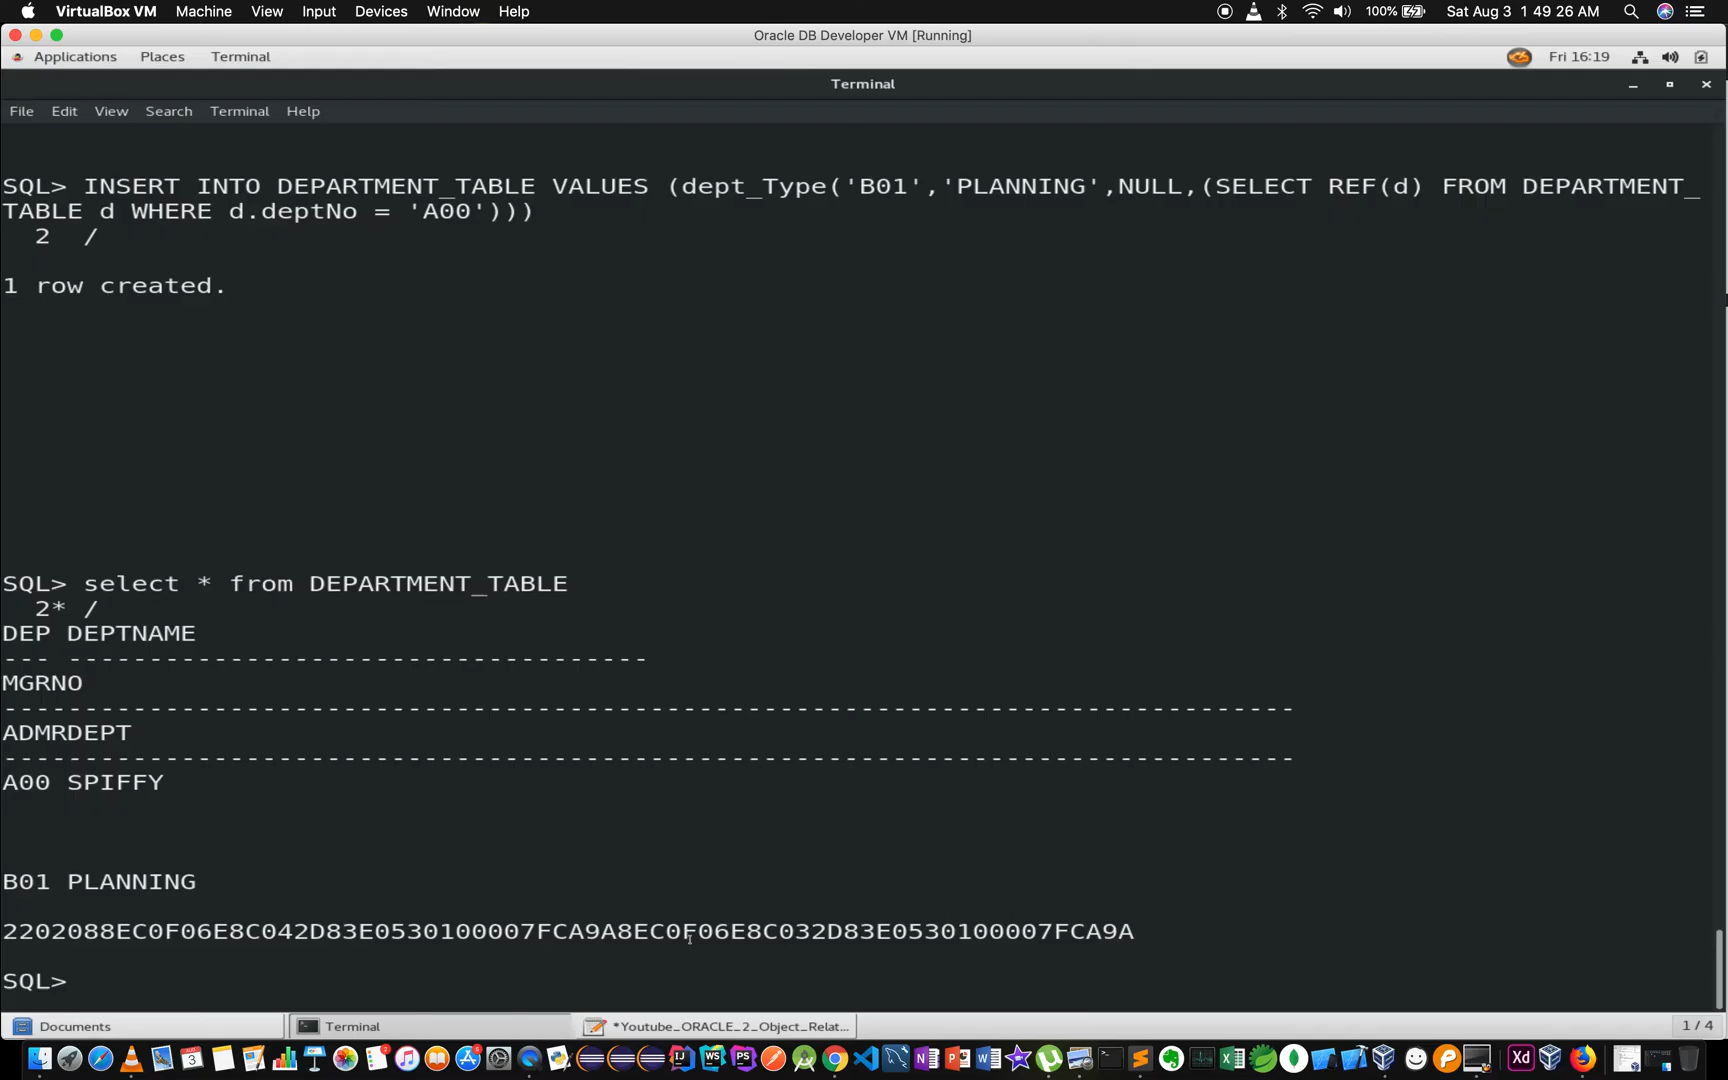 VirtualBox VM Machine View Input Devices Window Help 100% Sat Aug 3 1 49 26 AM
Oracle DB Developer VM [Running]
Applications Places Terminal Fri 16:19
Terminal
File Edit View Search Terminal Help
SQL> INSERT INTO DEPARTMENT_TABLE VALUES (dept_Type('B01','PLANNING',NULL,(SELECT REF(d) FROM DEPARTMENT_
TABLE d WHERE d.deptNo = 'A00')))
2 /
1 row created.
SQL> select * from DEPARTMENT_TABLE
2* /
DEP DEPTNAME
--- ------------------------------------
MGRNO
--------------------------------------------------------------------------------
ADMRDEPT
--------------------------------------------------------------------------------
A00 SPIFFY
B01 PLANNING
2202088EC0F06E8C042D83E0530100007FCA9A8EC0F06E8C032D83E0530100007FCA9A
SQL>
Documents Terminal *Youtube_ORACLE_2_Object_Relat... 1 / 4